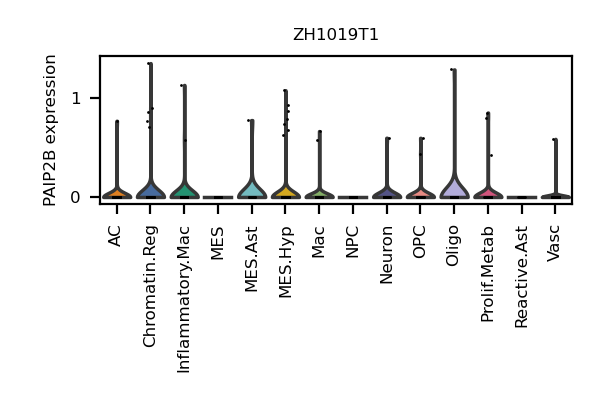 ZH1019T1
PAIP2B expression
1
0
AC
Chromatin.Reg
Inflammatory.Mac
MES
MES.Ast
MES.Hyp
Mac
NPC
Neuron
OPC
Oligo
Prolif.Metab
Reactive.Ast
Vasc